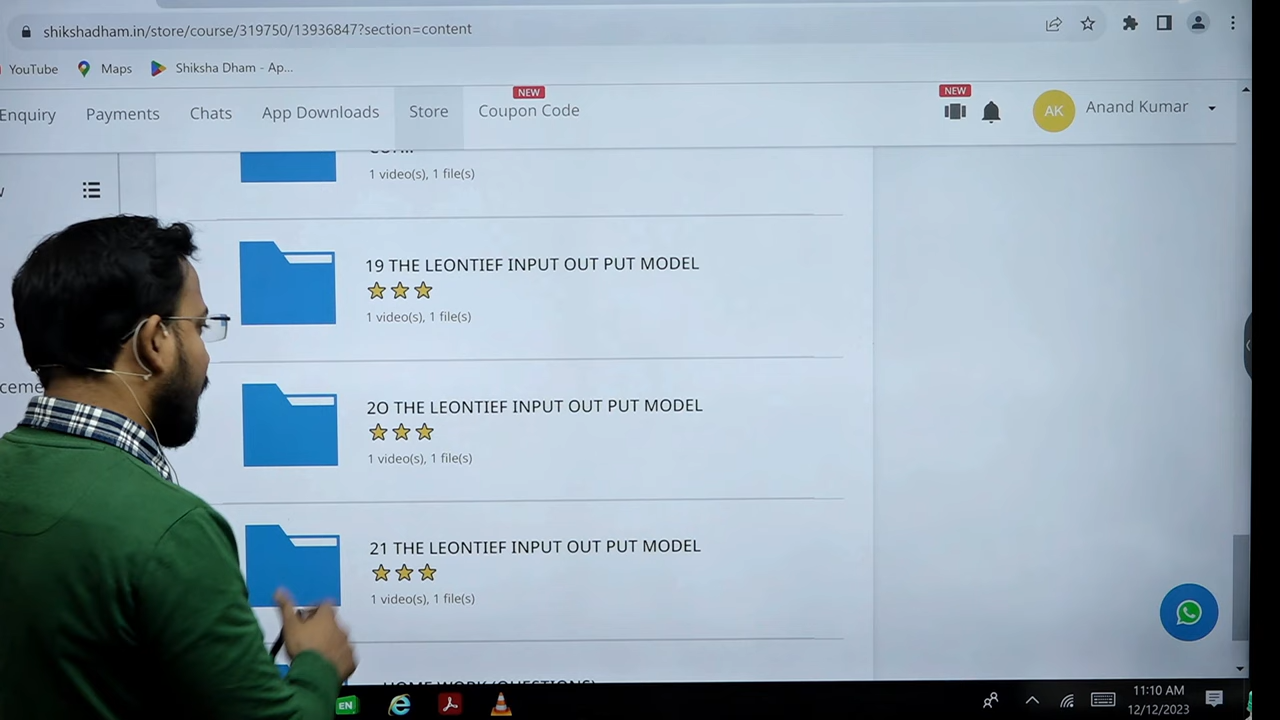 shikshadham.in/store/course/319750/13936847?section=content
YouTube Maps Shiksha Dham - Ap...
Enquiry Payments Chats App Downloads Store NEW Coupon Code NEW AK Anand Kumar
1 video(s), 1 file(s)
19 THE LEONTIEF INPUT OUT PUT MODEL
1 video(s), 1 file(s)
2O THE LEONTIEF INPUT OUT PUT MODEL
1 video(s), 1 file(s)
21 THE LEONTIEF INPUT OUT PUT MODEL
1 video(s), 1 file(s)
HOME WORK (QUESTIONS)
EN 11:10 AM
12/12/2023